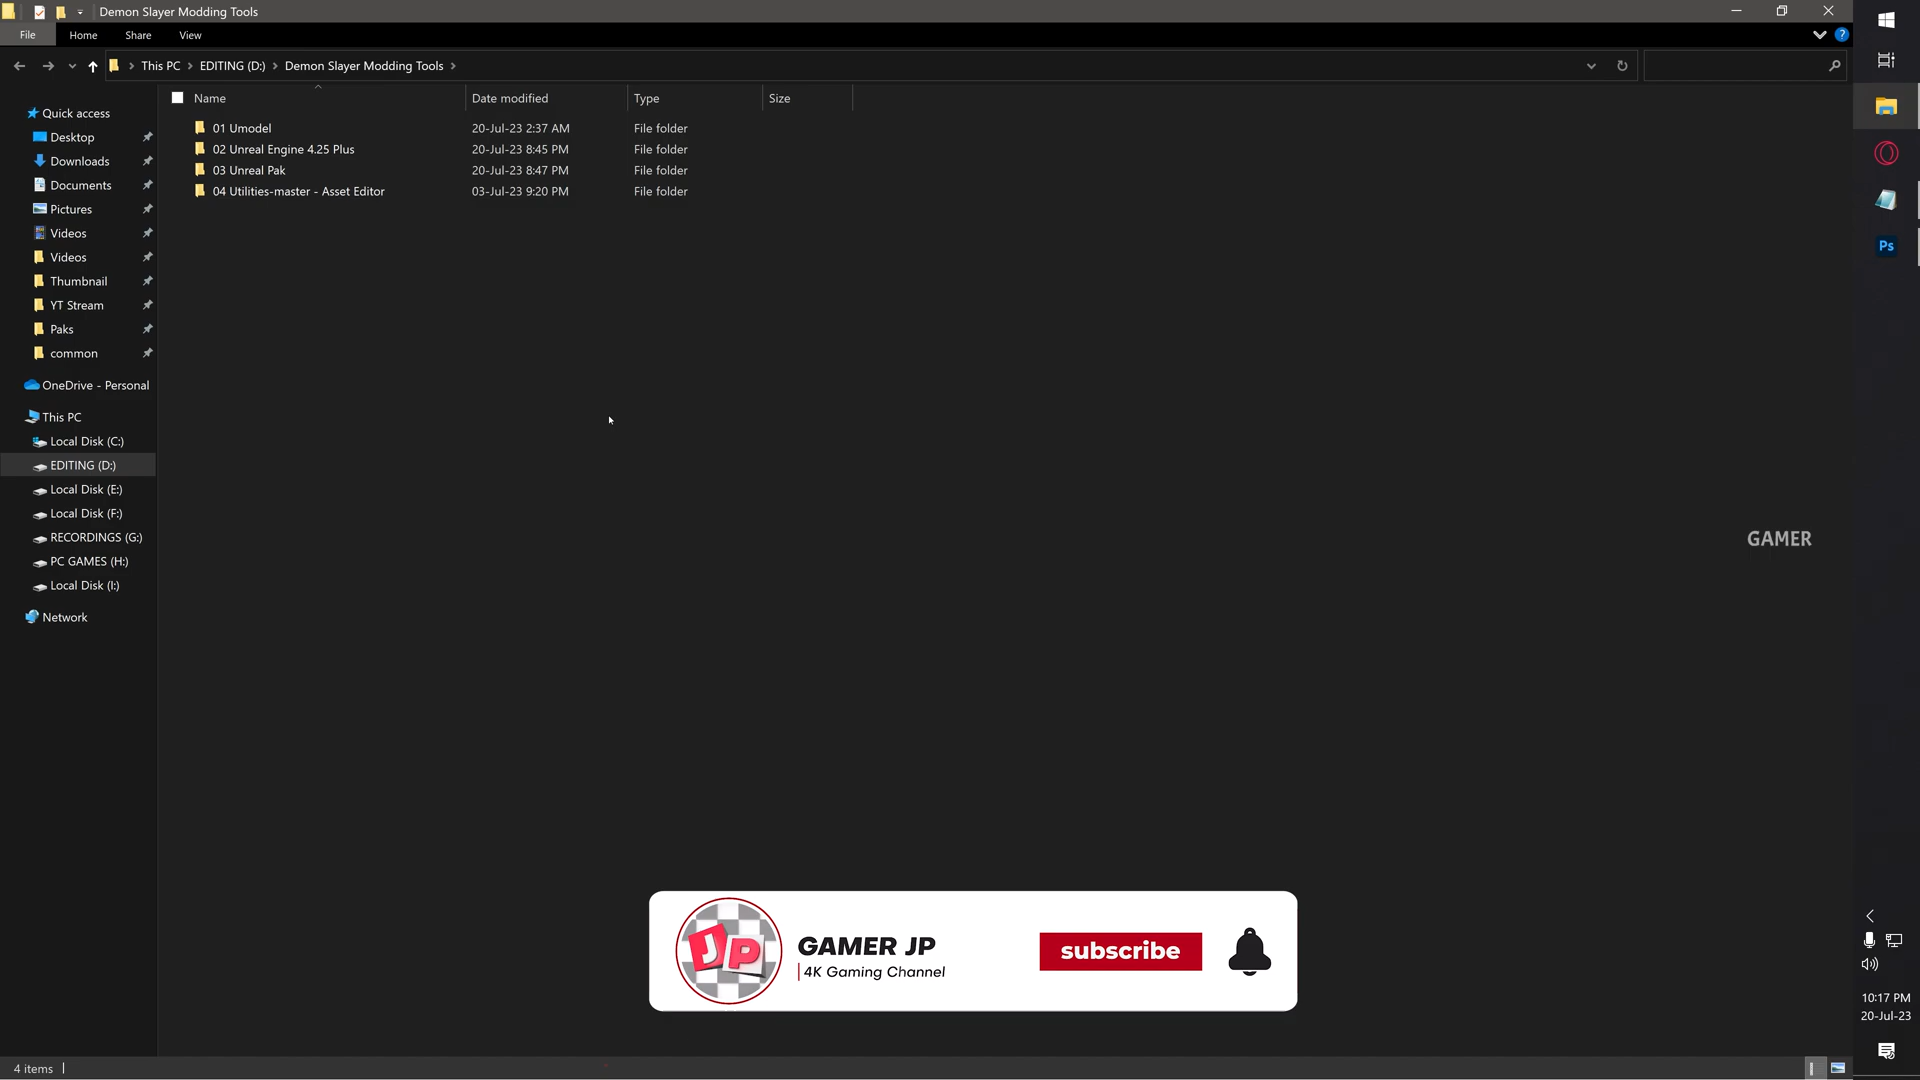 Demon Slayer Modding Tools
File Home Share View
This PC EDITING (D:) Demon Slayer Modding Tools
Name Date modified Type Size
01 Umodel 20-Jul-23 2:37 AM File folder
02 Unreal Engine 4.25 Plus 20-Jul-23 8:45 PM File folder
03 Unreal Pak 20-Jul-23 8:47 PM File folder
04 Utilities-master - Asset Editor 03-Jul-23 9:20 PM File folder
Quick access
Desktop
Downloads
Documents
Pictures
Videos
Videos
Thumbnail
YT Stream
Paks
common
OneDrive - Personal
This PC
Local Disk (C:)
EDITING (D:)
Local Disk (E:)
Local Disk (F:)
RECORDINGS (G:)
PC GAMES (H:)
Local Disk (I:)
Network
Ps
GAMER
JP
GAMER JP
4K Gaming Channel
subscribe
10:17 PM
20-Jul-23
4 items